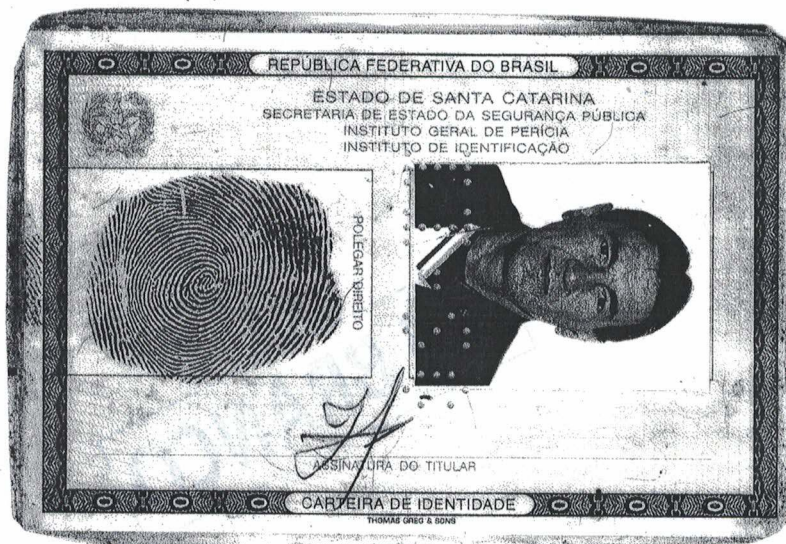 REPÚBLICA FEDERATIVA DO BRASIL
ESTADO DE SANTA CATARINA
SECRETARIA DE ESTADO DA SEGURANÇA PÚBLICA
INSTITUTO GERAL DE PERÍCIA
INSTITUTO DE IDENTIFICAÇÃO
POLEGAR DIREITO
ASSINATURA DO TITULAR
CARTEIRA DE IDENTIDADE
THOMAS GREG & SONS